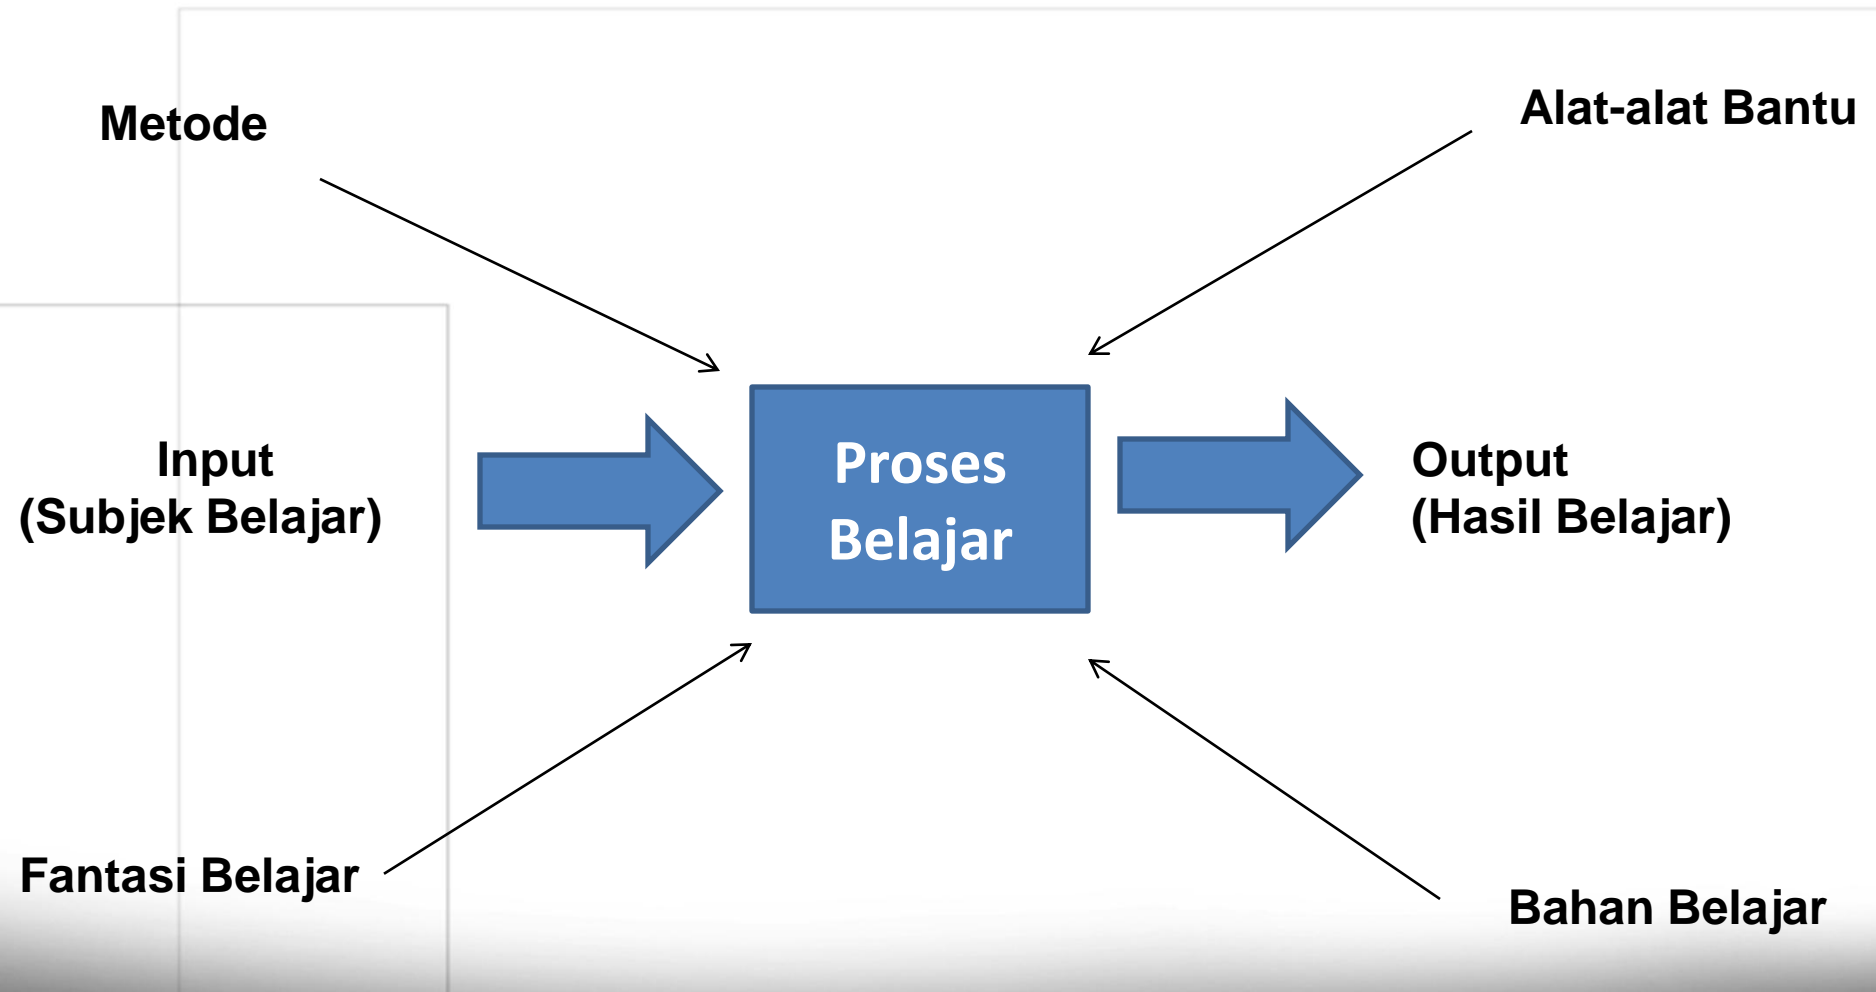 Metode
Alat-alat Bantu
Input
(Subjek Belajar)
Proses
Belajar
Output
(Hasil Belajar)
Fantasi Belajar
Bahan Belajar